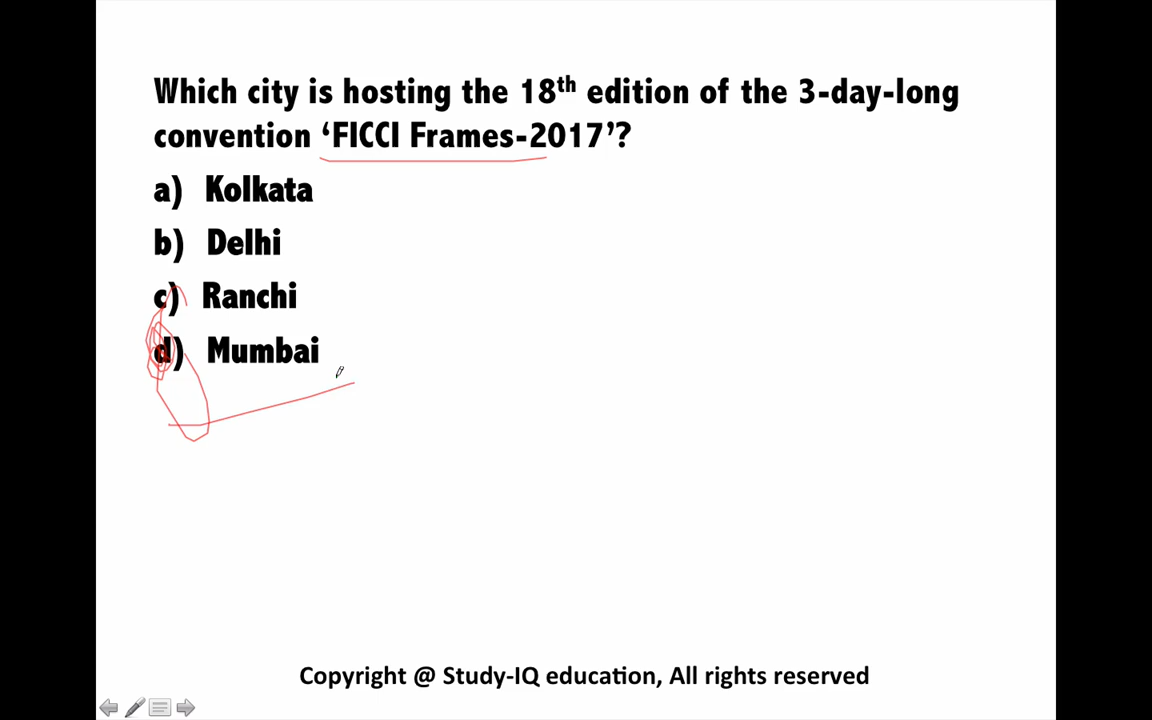 Which city is hosting the 18th edition of the 3-day-long
convention ‘FICCI Frames-2017’?
a) Kolkata
b) Delhi
c) Ranchi
d) Mumbai
Copyright @ Study-IQ education, All rights reserved